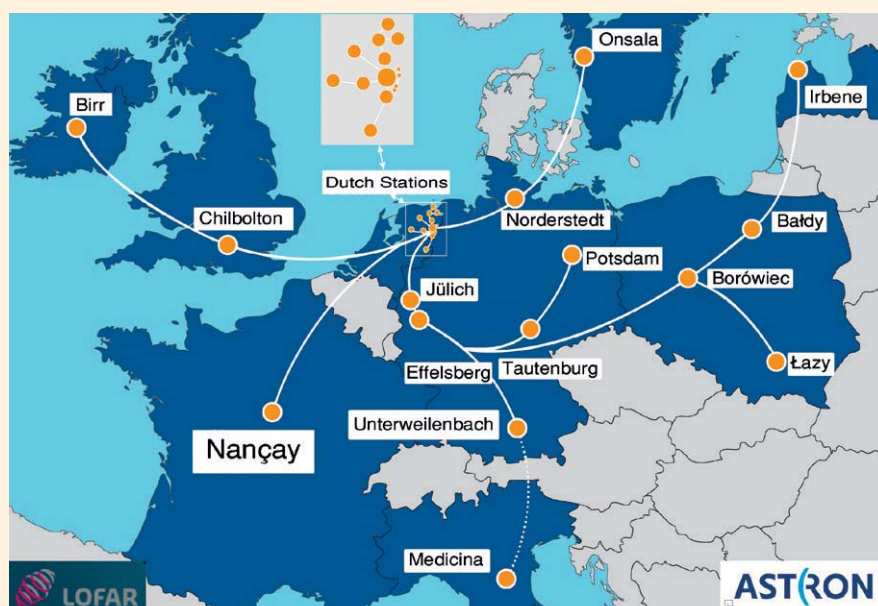 Onsala
Birr
Irbene
Dutch Stations
Chilbolton
Norderstedt
Bałdy
Potsdam
Borówiec
Jülich
Effelsberg
Tautenburg
Łazy
Unterweilenbach
Nançay
Medicina
LOFAR
ASTRON